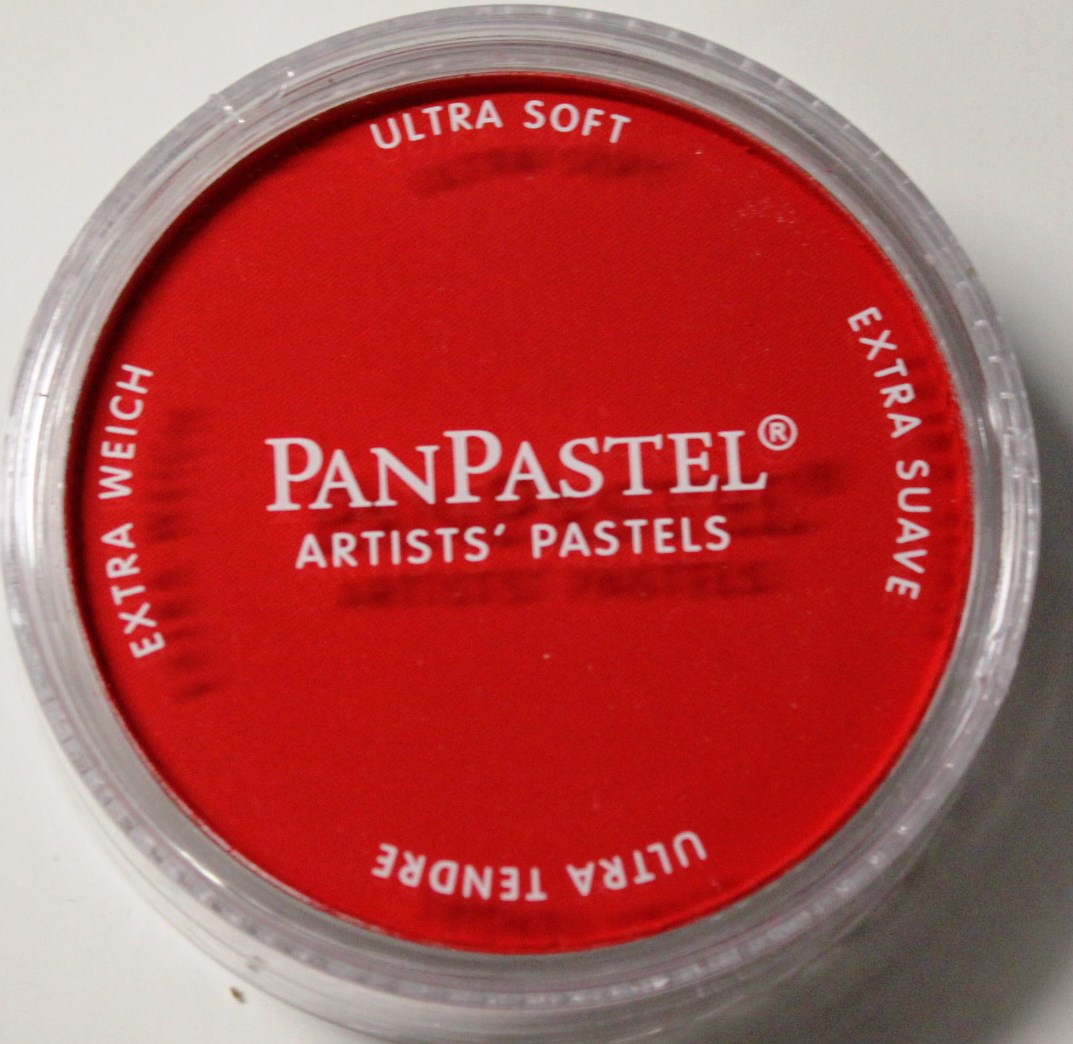 ULTRA SOFT
EXTRA SUAVE
EXTRA WEICH
PANPASTEL®
ARTISTS' PASTELS
ULTRA TENDRE